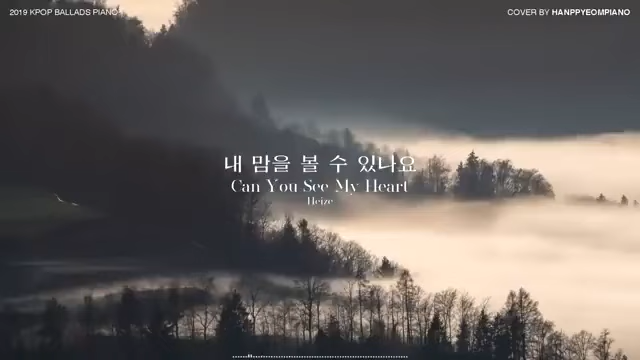 2019 KPOP BALLADS PIANO
COVER BY HANPPYEOMPIANO
내 맘을 볼 수 있나요
Can You See My Heart
Heize